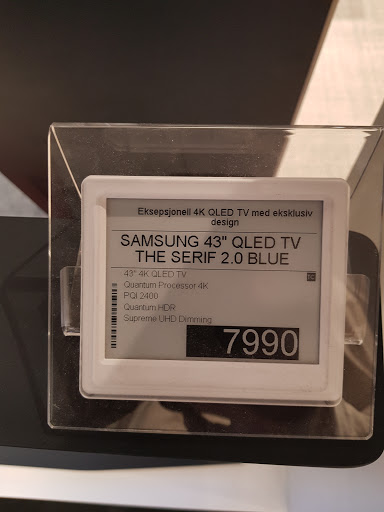 Eksepsjonell 4K QLED TV med eksklusiv
design
SAMSUNG 43" QLED TV
THE SERIF 2.0 BLUE
43" 4K QLED TV
Quantum Processor 4K
PQI 2400
Quantum HDR
Supreme UHD Dimming
7990